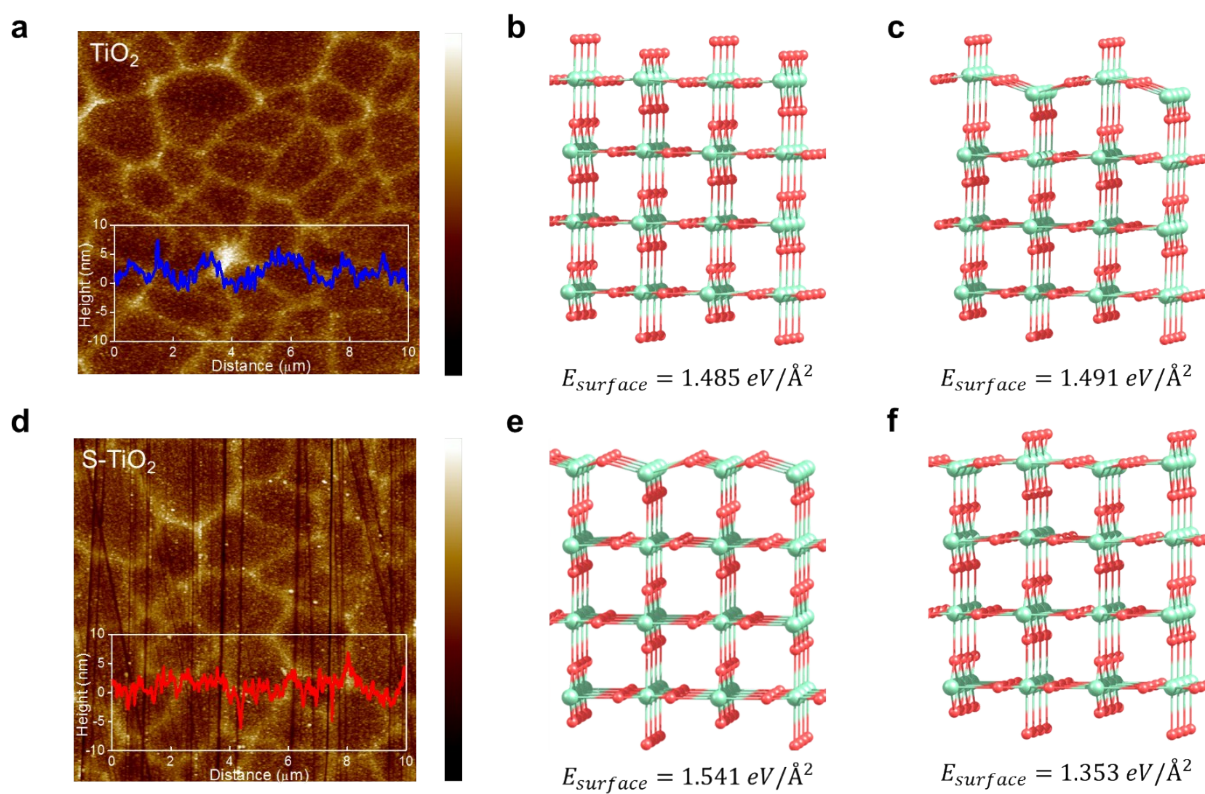 a
TiO2
10
5
0
-5
-10
Height (nm)
0 2 4 6 8 10
Distance (μm)
b
E_surface = 1.485 eV/Å²
c
E_surface = 1.491 eV/Å²
d
S-TiO2
10
5
0
-5
-10
Height (nm)
0 2 4 6 8 10
Distance (μm)
e
E_surface = 1.541 eV/Å²
f
E_surface = 1.353 eV/Å²